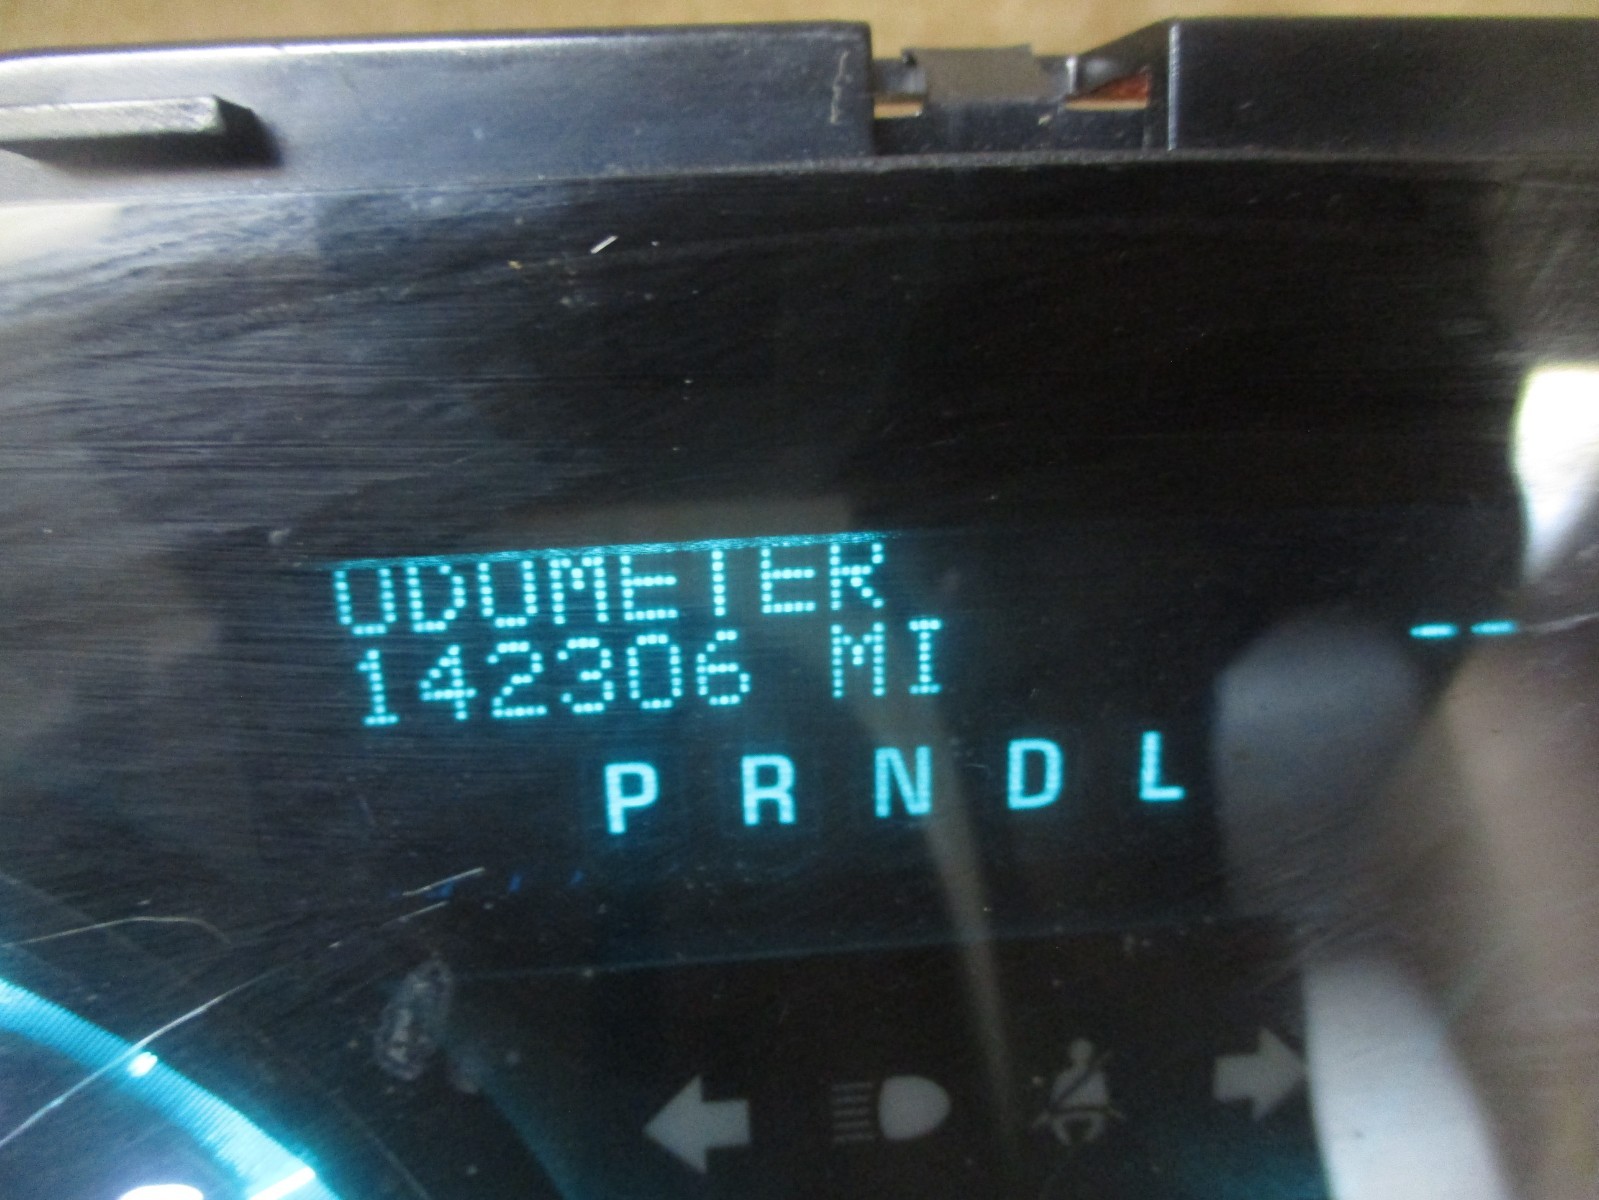 ODOMETER
142306 MI
--
P R N D L